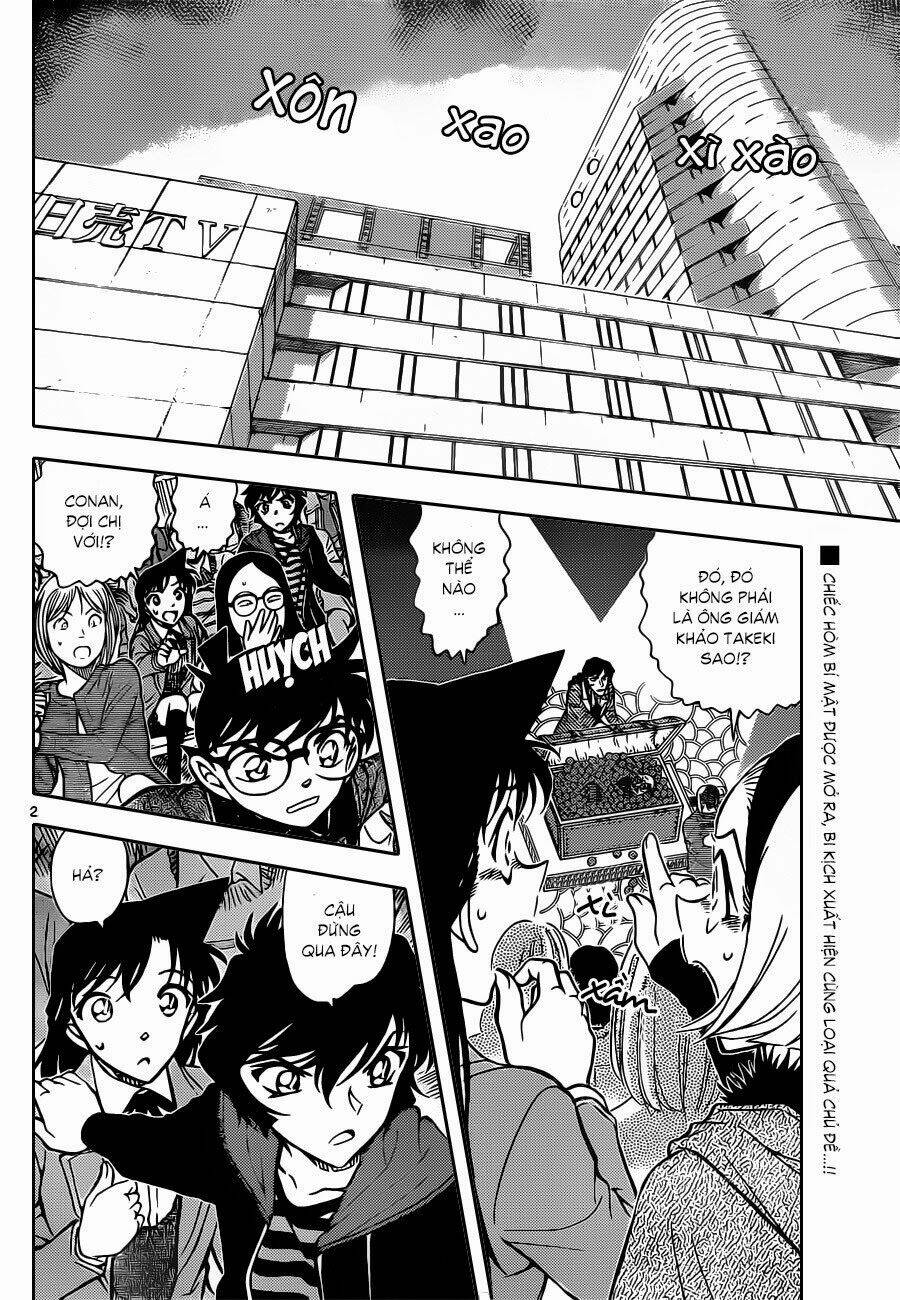 xôn
xao
xì xào
日売TV
KHÔNG
THỂ
NÀO
...
ĐÓ, ĐÓ
KHÔNG PHẢI
LÀ ÔNG GIÁM
KHẢO TAKEKI
SAO!?
xì
xầm
CHIẾC HÒM BÍ MẬT ĐƯỢC MỞ RA, BI KỊCH XUẤT HIỆN CÙNG LOẠI QUẢ CHỦ ĐỀ...!!
Á
...
CONAN,
ĐỢI CHỊ
VỚI!?
HUỴCH
2
CẬU
ĐỪNG
QUA ĐÂY!
HẢ?